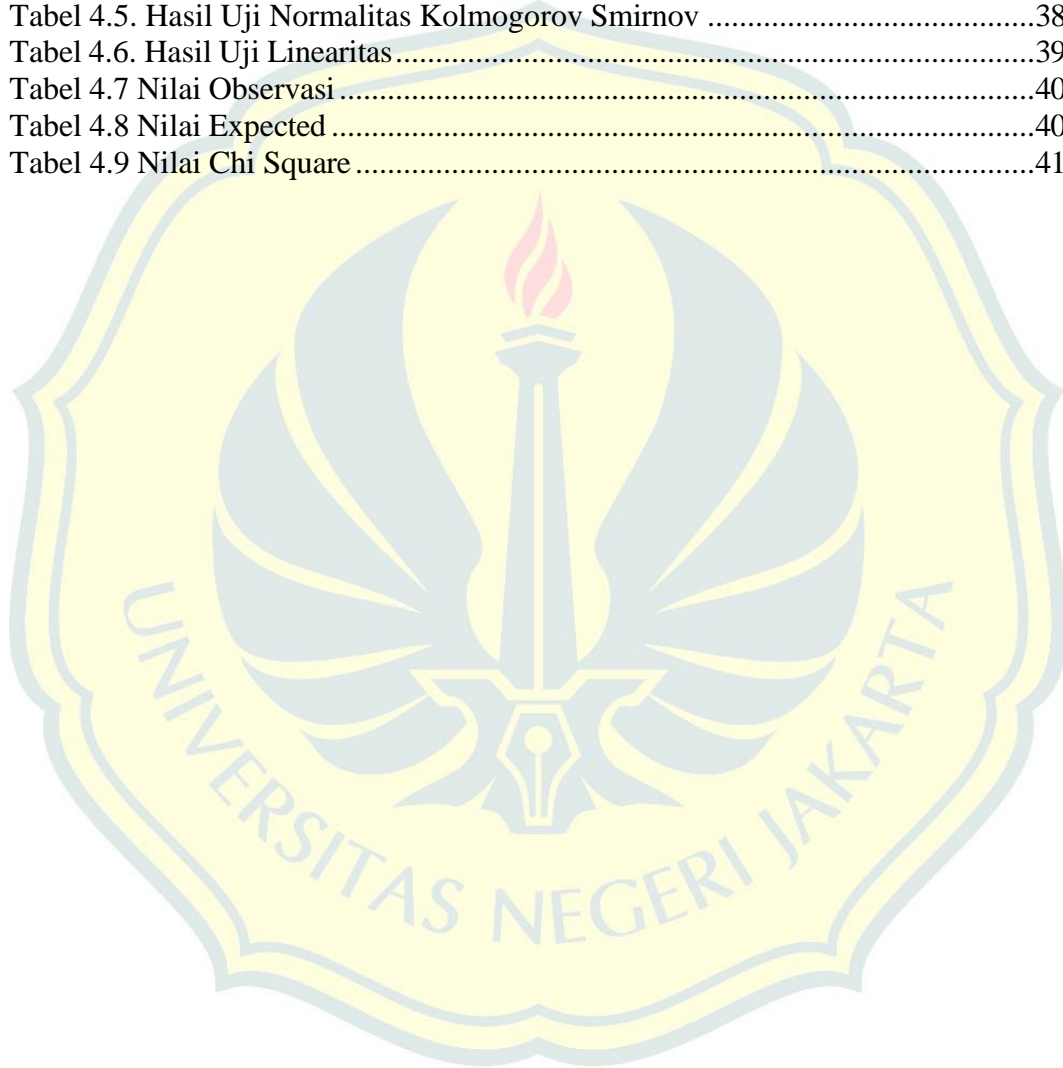 Tabel 4.5. Hasil Uji Normalitas Kolmogorov Smirnov ....................................38
Tabel 4.6. Hasil Uji Linearitas.......................................................................39
Tabel 4.7 Nilai Observasi..............................................................................40
Tabel 4.8 Nilai Expected...............................................................................40
Tabel 4.9 Nilai Chi Square............................................................................41
UNIVERSITAS NEGERI JAKARTA